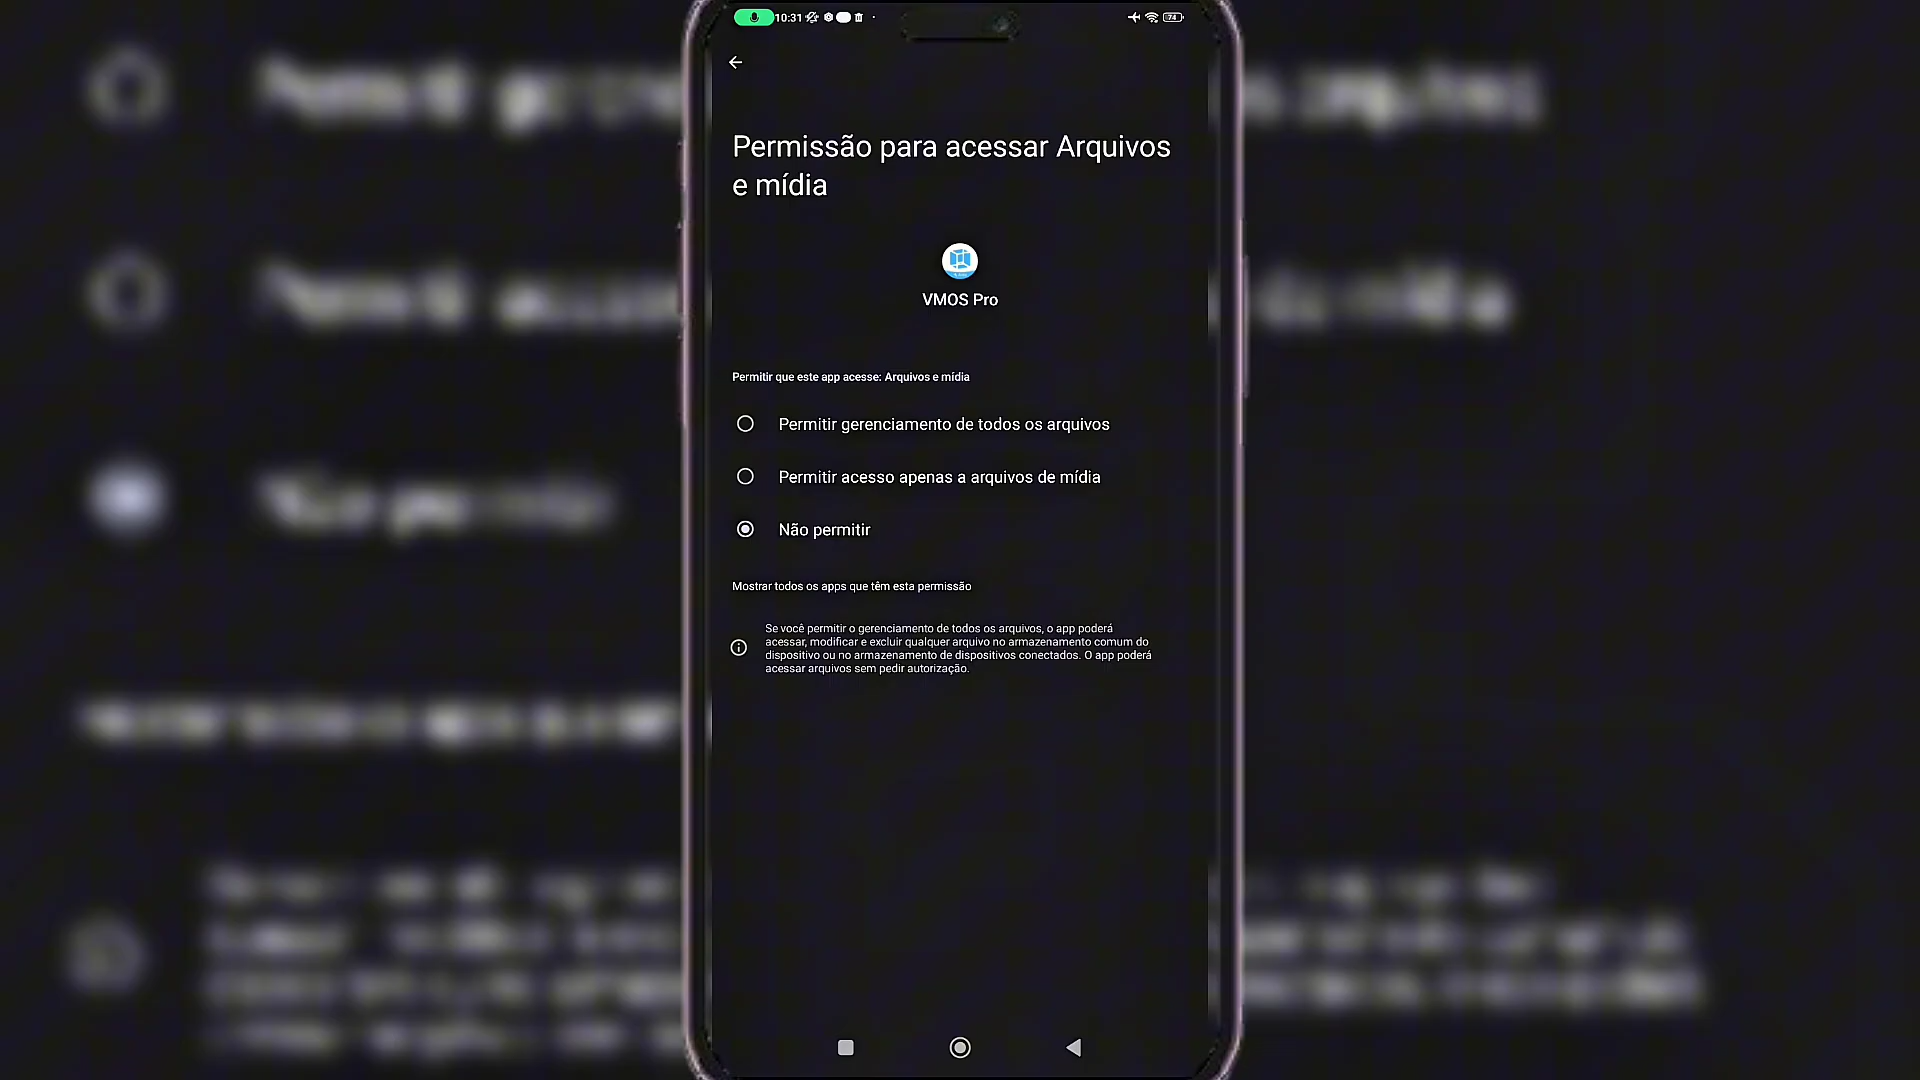 10:31
74
Permissão para acessar Arquivos
e mídia
VMOS Pro
Permitir que este app acesse: Arquivos e mídia
Permitir gerenciamento de todos os arquivos
Permitir acesso apenas a arquivos de mídia
Não permitir
Mostrar todos os apps que têm esta permissão
Se você permitir o gerenciamento de todos os arquivos, o app poderá
acessar, modificar e excluir qualquer arquivo no armazenamento comum do
dispositivo ou no armazenamento de dispositivos conectados. O app poderá
acessar arquivos sem pedir autorização.